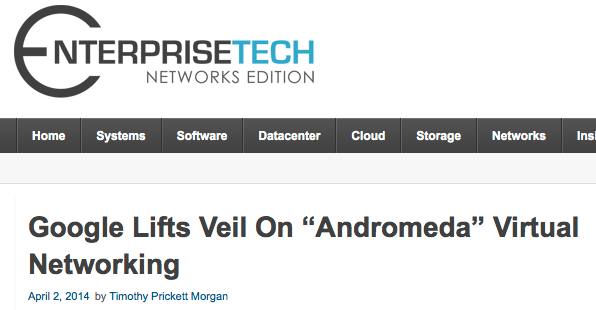 ENTERPRISETECH
NETWORKS EDITION
Home Systems Software Datacenter Cloud Storage Networks
Google Lifts Veil On “Andromeda” Virtual
Networking
April 2, 2014 by Timothy Prickett Morgan